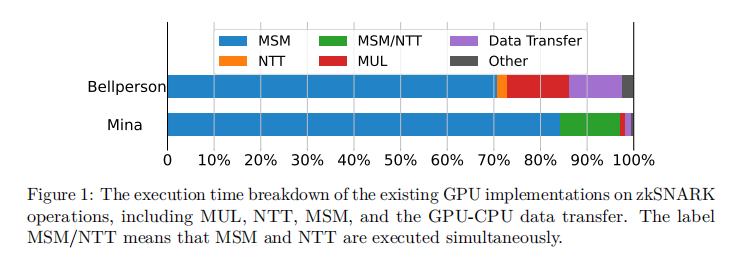 MSM MSM/NTT Data Transfer
NTT MUL Other
Bellperson
Mina
0 10% 20% 30% 40% 50% 60% 70% 80% 90% 100%
Figure 1: The execution time breakdown of the existing GPU implementations on zkSNARK
operations, including MUL, NTT, MSM, and the GPU-CPU data transfer. The label
MSM/NTT means that MSM and NTT are executed simultaneously.